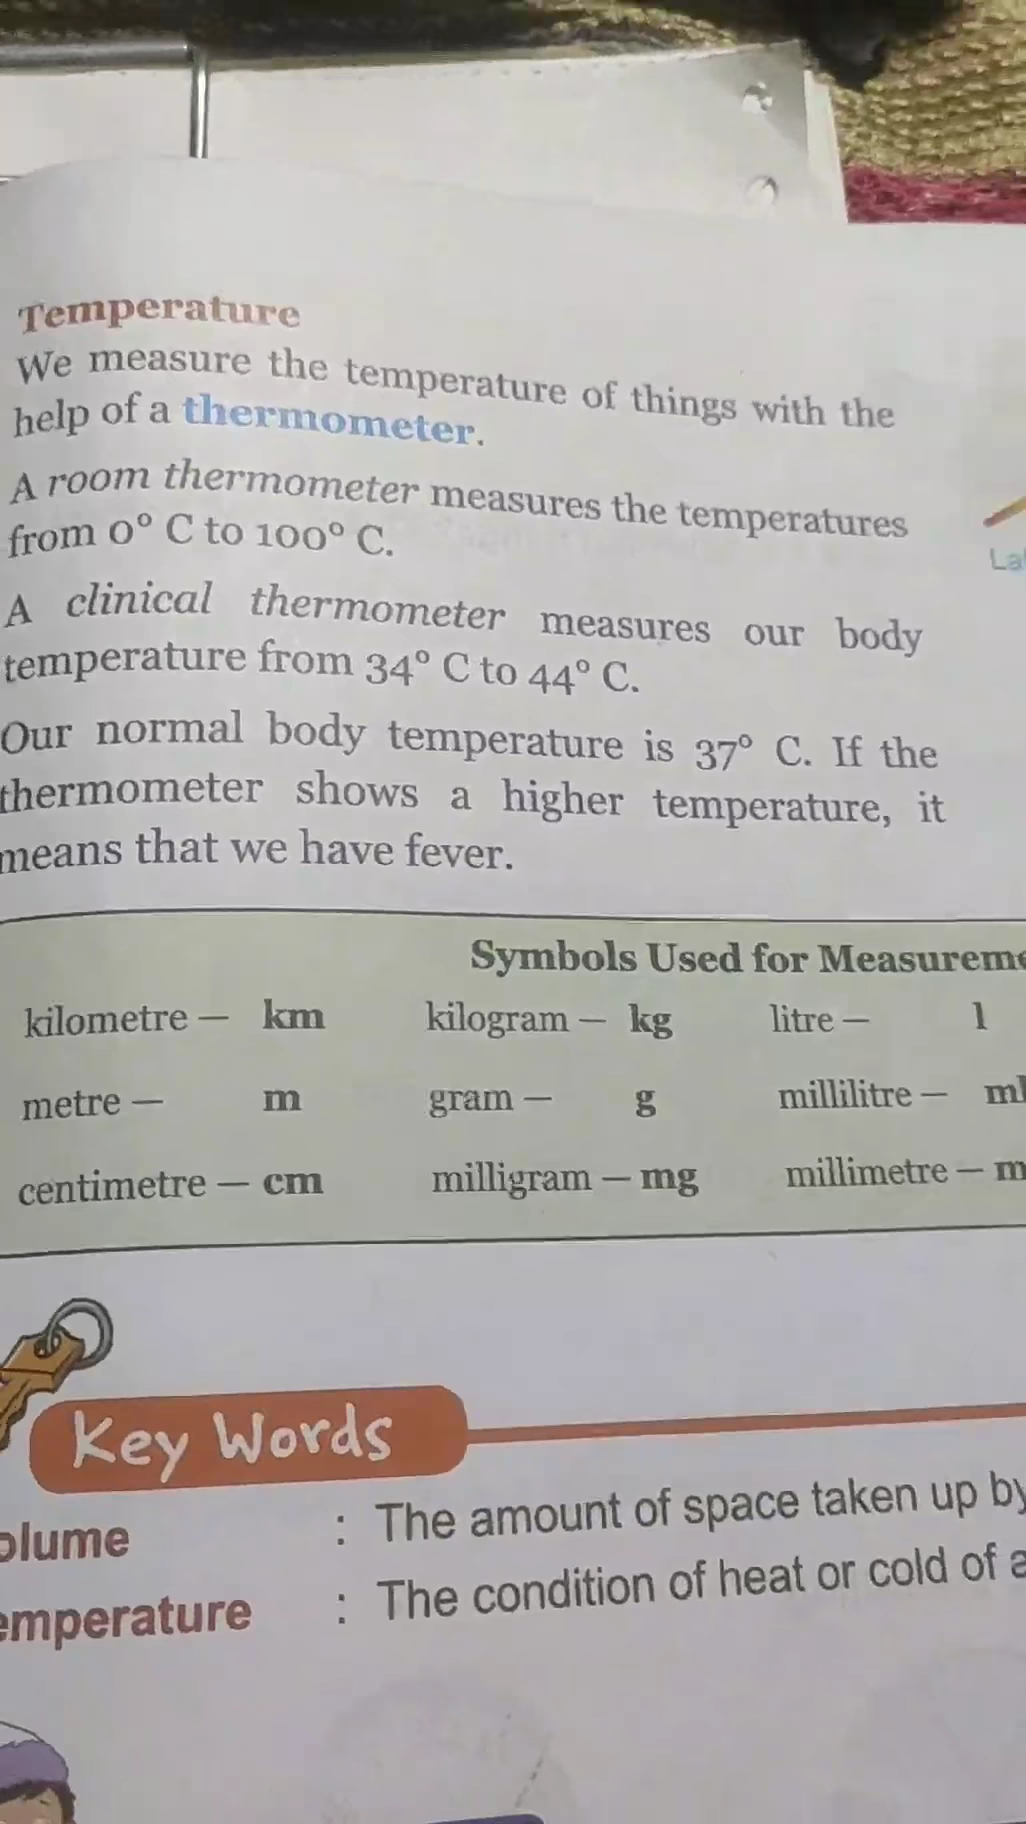 Temperature
We measure the temperature of things with the
help of a thermometer.
A room thermometer measures the temperatures
from 0° C to 100° C.
A clinical thermometer measures our body
temperature from 34° C to 44° C.
Our normal body temperature is 37° C. If the
thermometer shows a higher temperature, it
means that we have fever.
Symbols Used for
kilometre — km kilogram — kg litre — l
metre — m gram — g millilitre — ml
centimetre — cm milligram — mg millimetre —
Key Words
: The amount of space taken up by
: The condition of heat or cold of